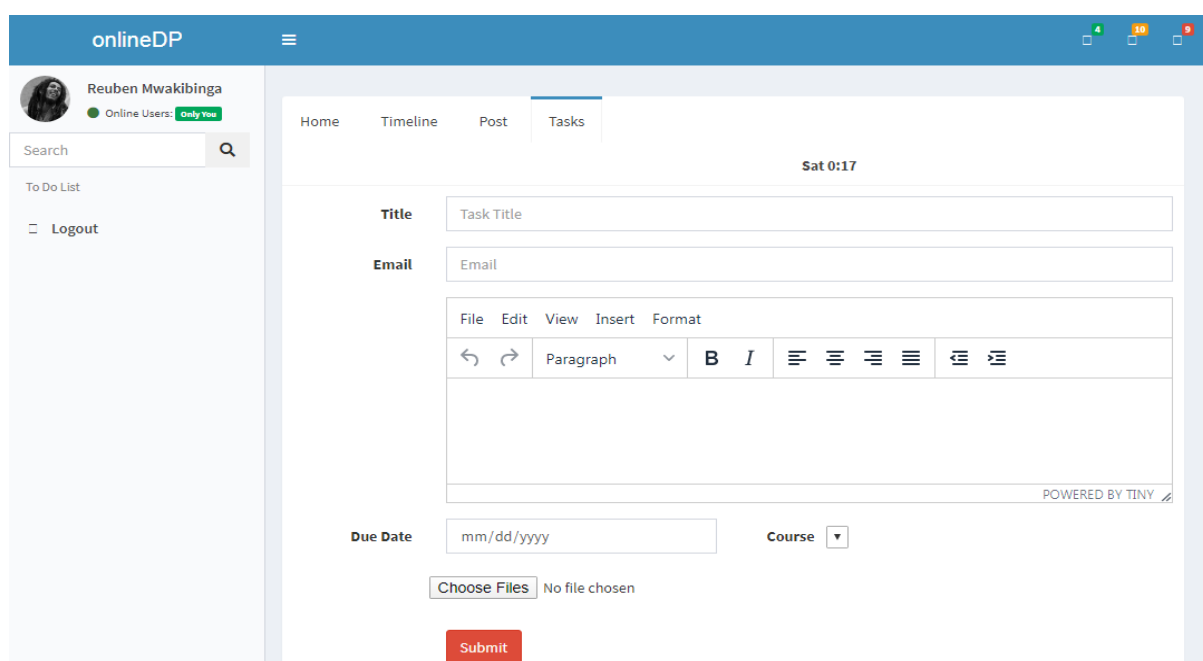 onlineDP
4 10 9
Reuben Mwakibinga
Online Users: Only You
Search
To Do List
Logout
Home Timeline Post Tasks
Sat 0:17
Title Task Title
Email Email
File Edit View Insert Format
Paragraph B I
POWERED BY TINY
Due Date mm/dd/yyyy Course
Choose Files No file chosen
Submit